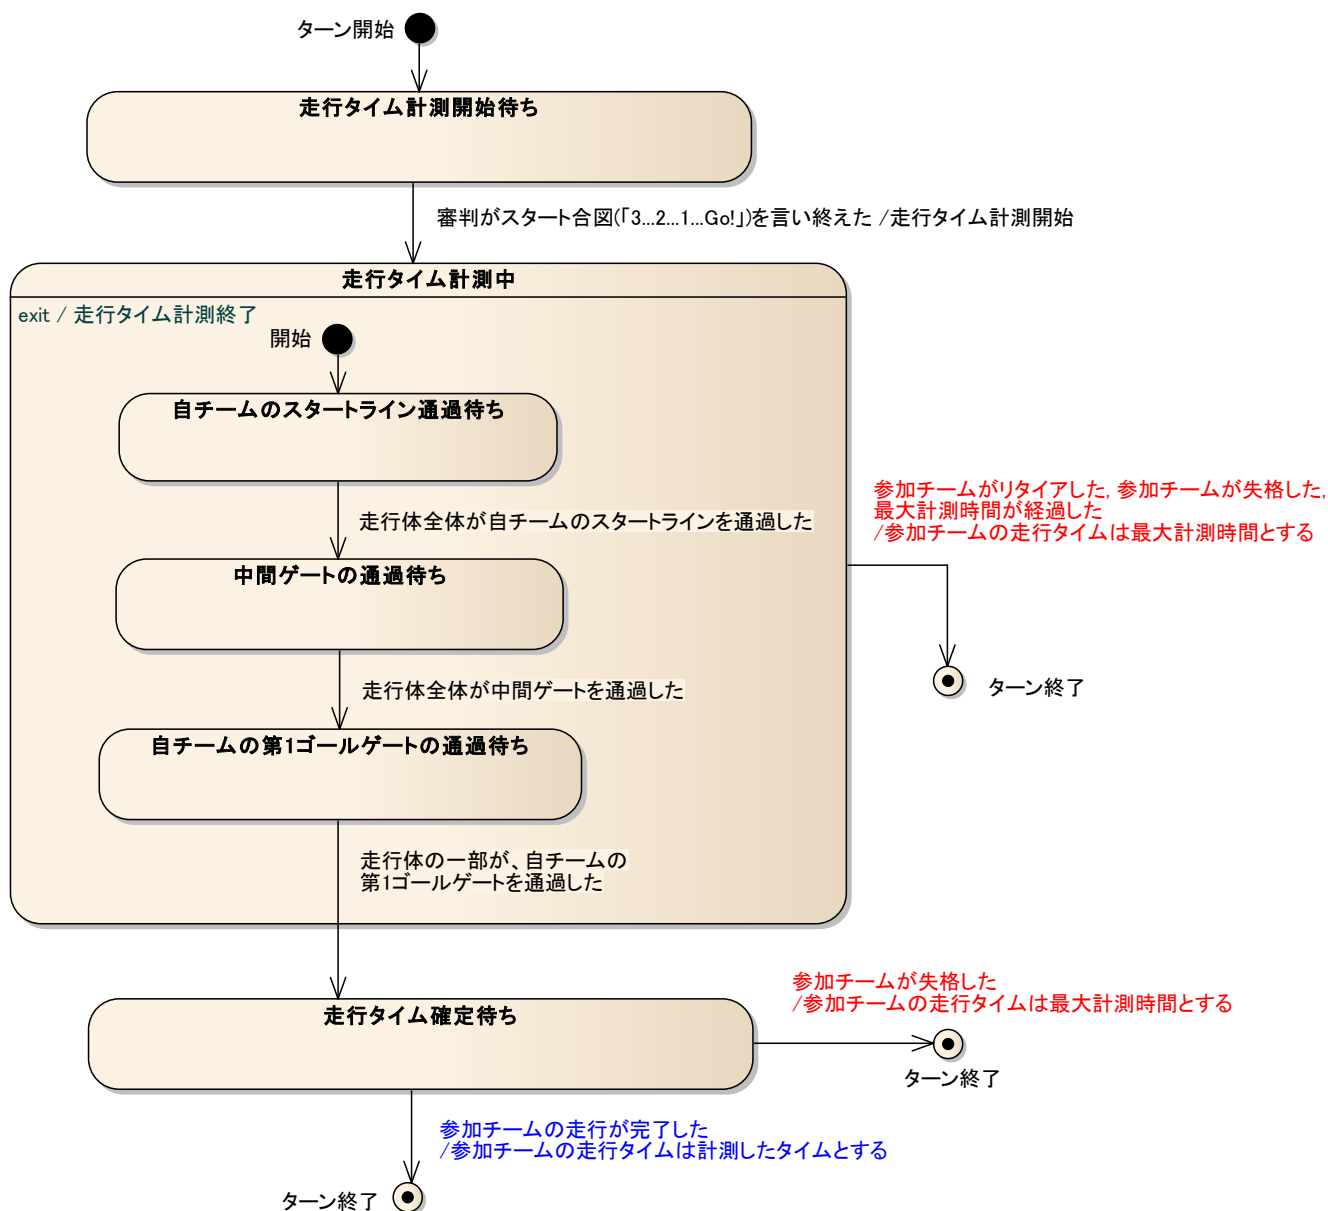 ターン開始
走行タイム計測開始待ち
審判がスタート合図(「3...2...1...Go!」)を言い終えた /走行タイム計測開始
走行タイム計測中
exit / 走行タイム計測終了
開始
自チームのスタートライン通過待ち
走行体全体が自チームのスタートラインを通過した
中間ゲートの通過待ち
走行体全体が中間ゲートを通過した
自チームの第1ゴールゲートの通過待ち
走行体の一部が、自チームの
第1ゴールゲートを通過した
参加チームがリタイアした, 参加チームが失格した,
最大計測時間が経過した
/参加チームの走行タイムは最大計測時間とする
ターン終了
走行タイム確定待ち
参加チームが失格した
/参加チームの走行タイムは最大計測時間とする
ターン終了
参加チームの走行が完了した
/参加チームの走行タイムは計測したタイムとする
ターン終了